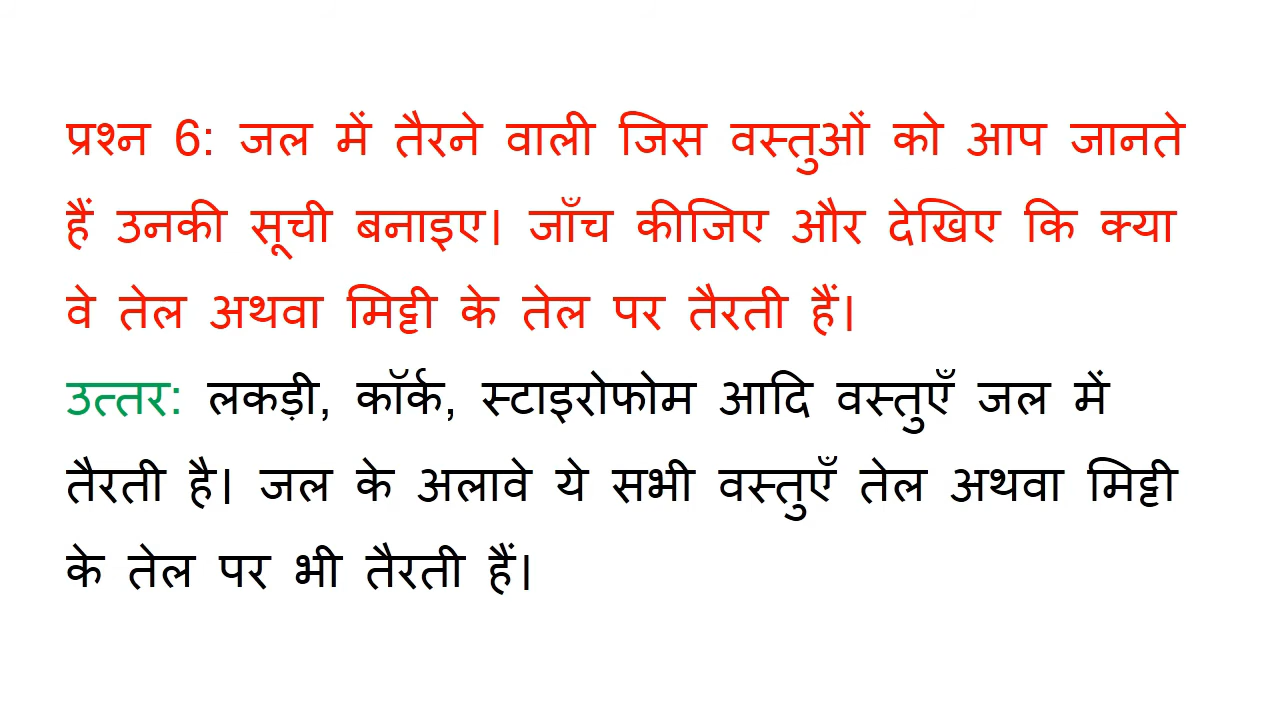 प्रश्न 6: जल में तैरने वाली जिस वस्तुओं को आप जानते
हैं उनकी सूची बनाइए। जाँच कीजिए और देखिए कि क्या
वे तेल अथवा मिट्टी के तेल पर तैरती हैं।
उत्तर: लकड़ी, कॉर्क, स्टाइरोफोम आदि वस्तुएँ जल में
तैरती है। जल के अलावे ये सभी वस्तुएँ तेल अथवा मिट्टी
के तेल पर भी तैरती हैं।